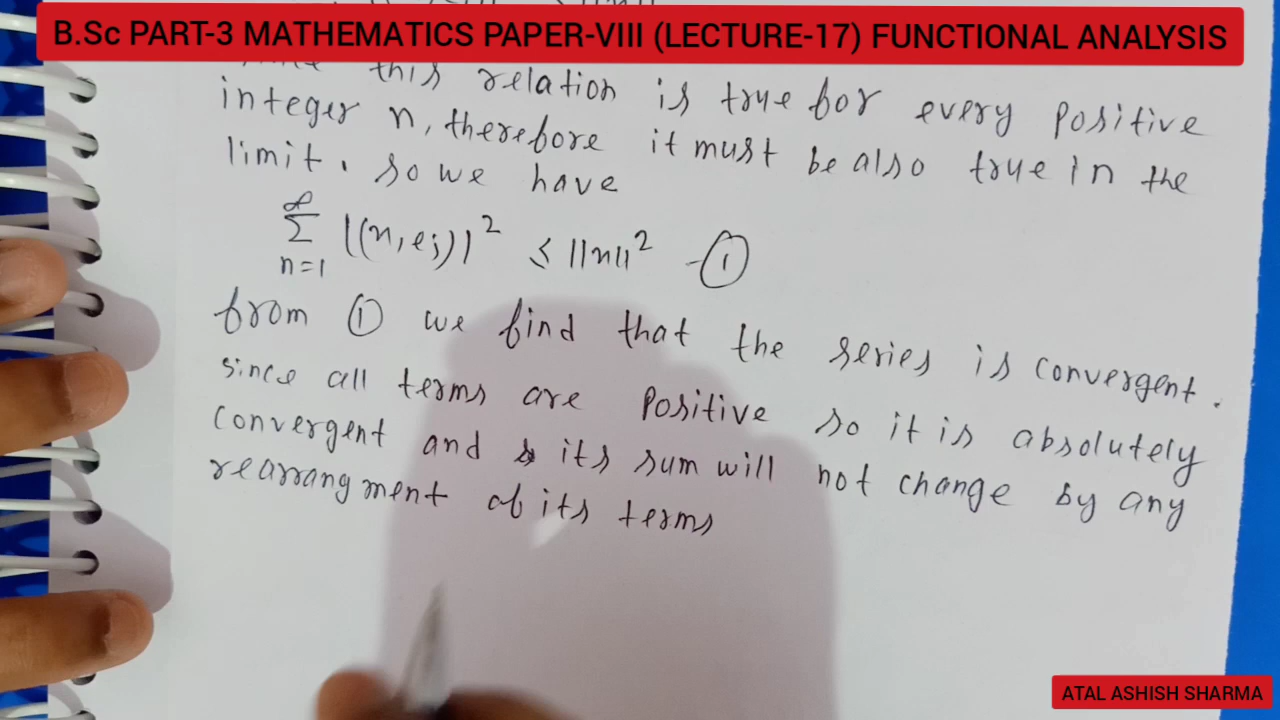 B.Sc PART-3 MATHEMATICS PAPER-VIII (LECTURE-17) FUNCTIONAL ANALYSIS
this relation is true for every positive
integer n, therefore it must be also true in the
limit. so we have
∞
Σ |(x, ej)|² ≤ ||x||² - ①
n=1
from ① we find that the series is convergent.
since all terms are positive so it is absolutely
convergent and its sum will not change by any
rearrangment of its terms
ATAL ASHISH SHARMA